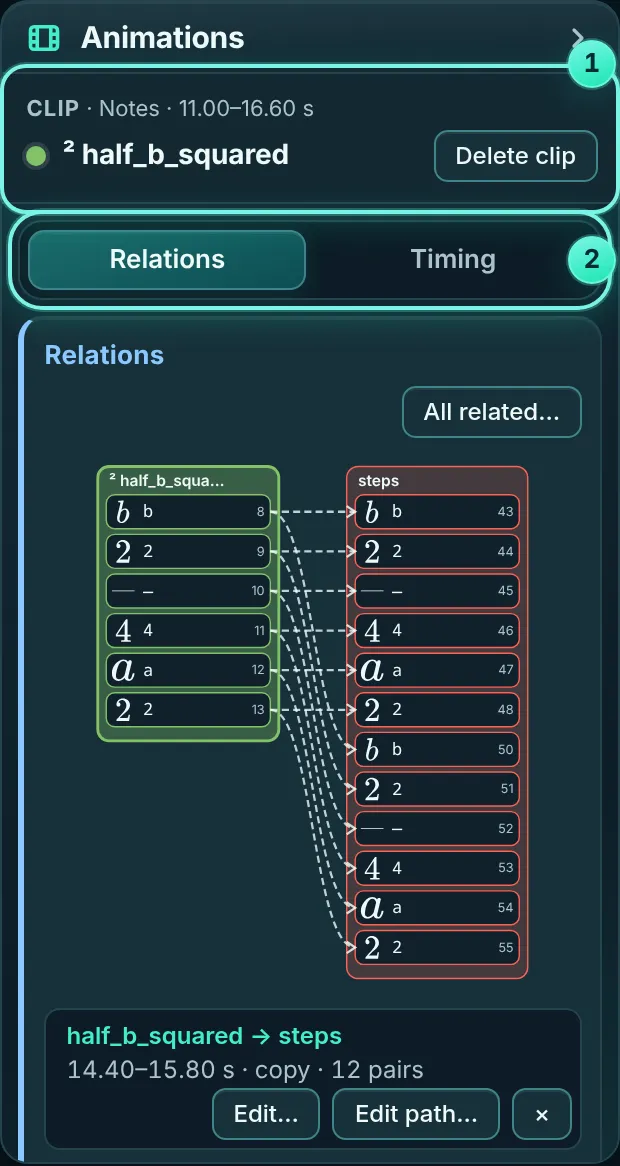 Animations
1
CLIP · Notes · 11.00–16.60 s
² half_b_squared
Delete clip
Relations
Timing
2
Relations
All related...
² half_b_squa...
b b 8
2 2 9
— – 10
4 4 11
a a 12
2 2 13
steps
b b 43
2 2 44
— – 45
4 4 46
a a 47
2 2 48
b b 50
2 2 51
— – 52
4 4 53
a a 54
2 2 55
half_b_squared → steps
14.40–15.80 s · copy · 12 pairs
Edit...
Edit path...
×